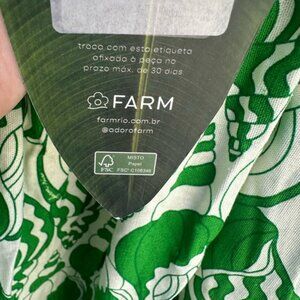 troca com esta etiqueta
afixada à peça no
prazo máx. de 30 dias
FARM
farmrio.com.br
@adorofarm
MISTO
Papel
FSC
FSC® C108346